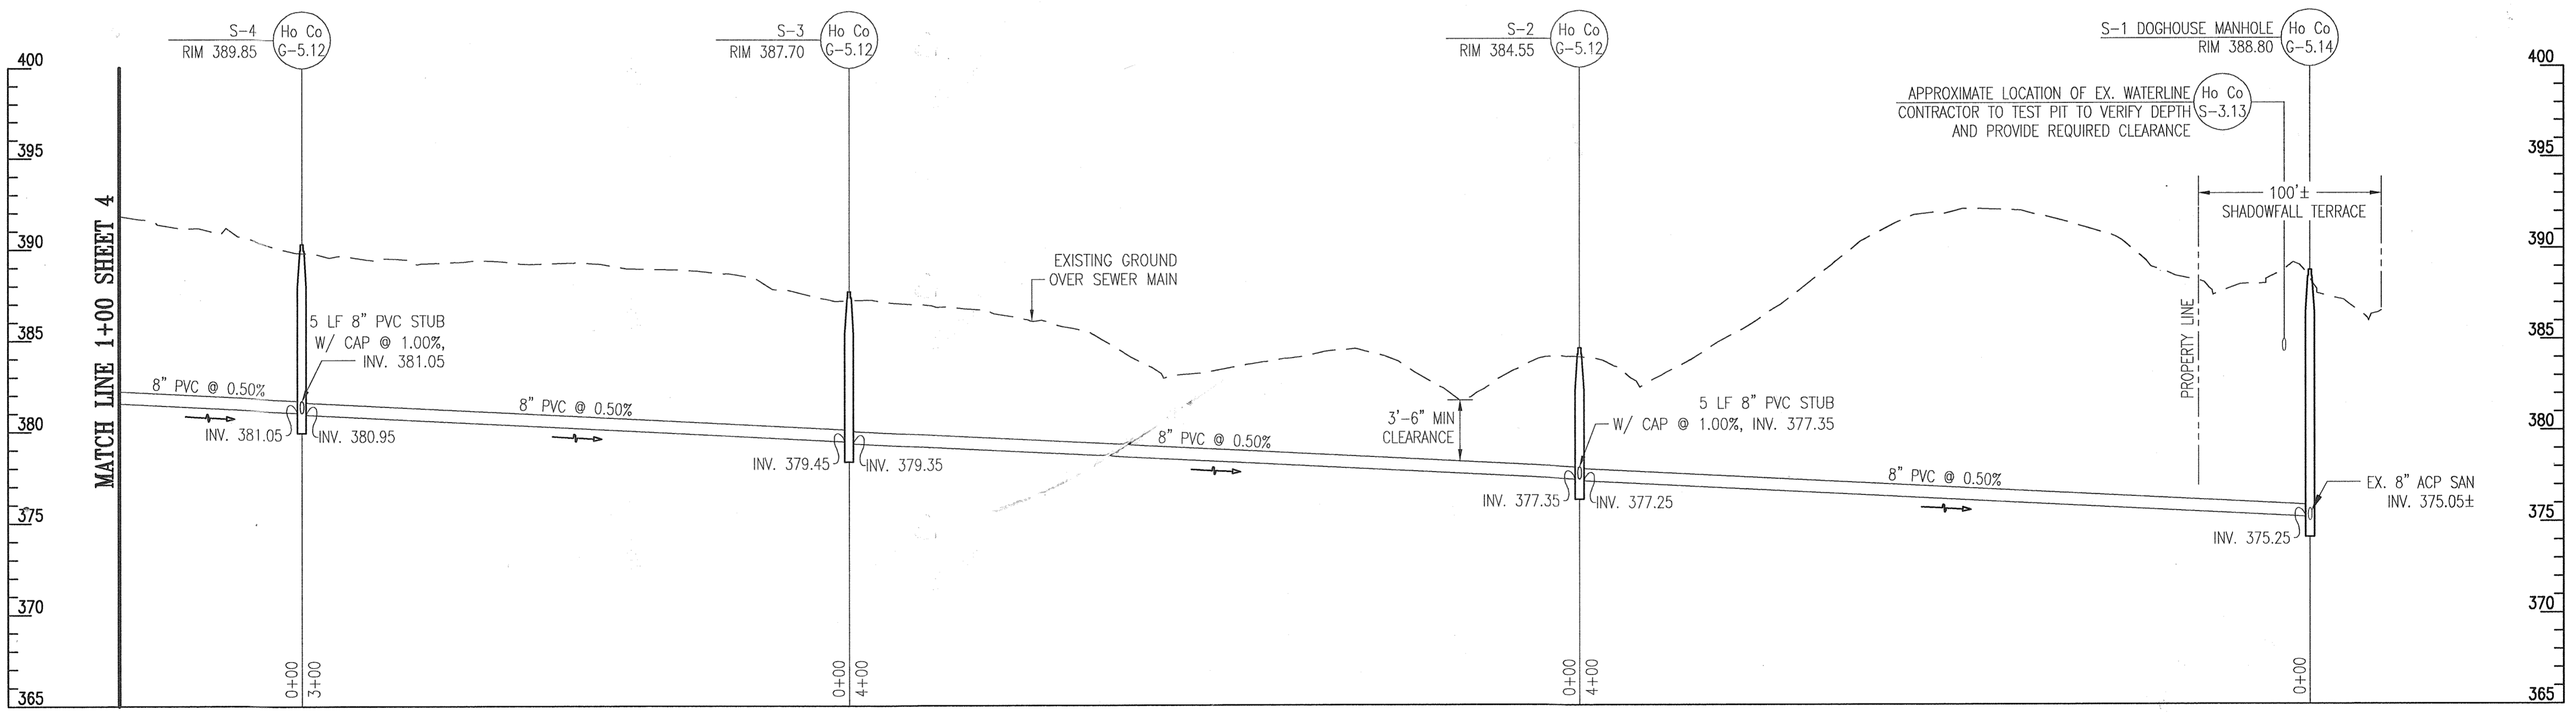 S-4
RIM 389.85
Ho Co
G-5.12
S-3
RIM 387.70
Ho Co
G-5.12
S-2
RIM 384.55
Ho Co
G-5.12
S-1 DOGHOUSE MANHOLE
RIM 388.80
Ho Co
G-5.14
APPROXIMATE LOCATION OF EX. WATERLINE
CONTRACTOR TO TEST PIT TO VERIFY DEPTH
AND PROVIDE REQUIRED CLEARANCE
Ho Co
S-3.13
400
395
390
385
380
375
370
365
MATCH LINE 1+00 SHEET 4
8" PVC @ 0.50%
5 LF 8" PVC STUB
W/ CAP @ 1.00%,
INV. 381.05
INV. 381.05
INV. 380.95
8" PVC @ 0.50%
INV. 379.45
INV. 379.35
EXISTING GROUND
OVER SEWER MAIN
8" PVC @ 0.50%
3'-6" MIN
CLEARANCE
5 LF 8" PVC STUB
W/ CAP @ 1.00%, INV. 377.35
INV. 377.35
INV. 377.25
8" PVC @ 0.50%
PROPERTY LINE
100'±
SHADOWFALL TERRACE
EX. 8" ACP SAN
INV. 375.05±
INV. 375.25
0+00
3+00
0+00
4+00
0+00
4+00
0+00
400
395
390
385
380
375
370
365